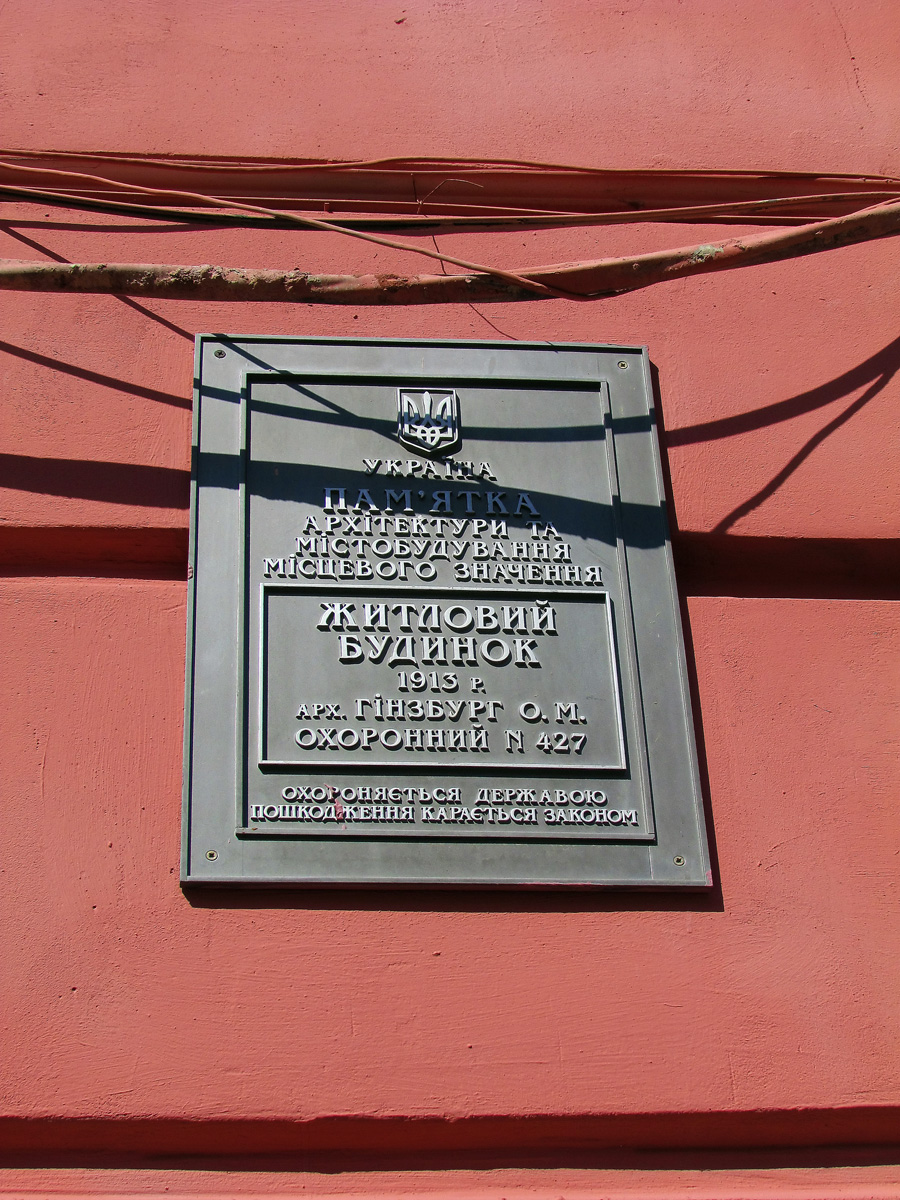 УКРАЇНА
ПАМ'ЯТКА
АРХІТЕКТУРИ ТА
МІСТОБУДУВАННЯ
МІСЦЕВОГО ЗНАЧЕННЯ
ЖИТЛОВИЙ
БУДИНОК
1913 Р.
АРХ. ГІНЗБУРГ О. М.
ОХОРОННИЙ N 427
ОХОРОНЯЄТЬСЯ ДЕРЖАВОЮ
ПОШКОДЖЕННЯ КАРАЄТЬСЯ ЗАКОНОМ